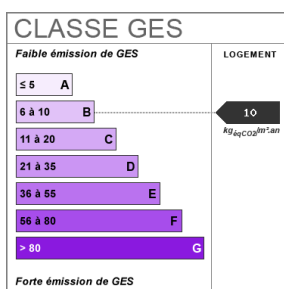 CLASSE GES
Faible émission de GES
LOGEMENT
≤ 5 A
6 à 10 B
10
kgéqCO2/m².an
11 à 20 C
21 à 35 D
36 à 55 E
56 à 80 F
> 80 G
Forte émission de GES